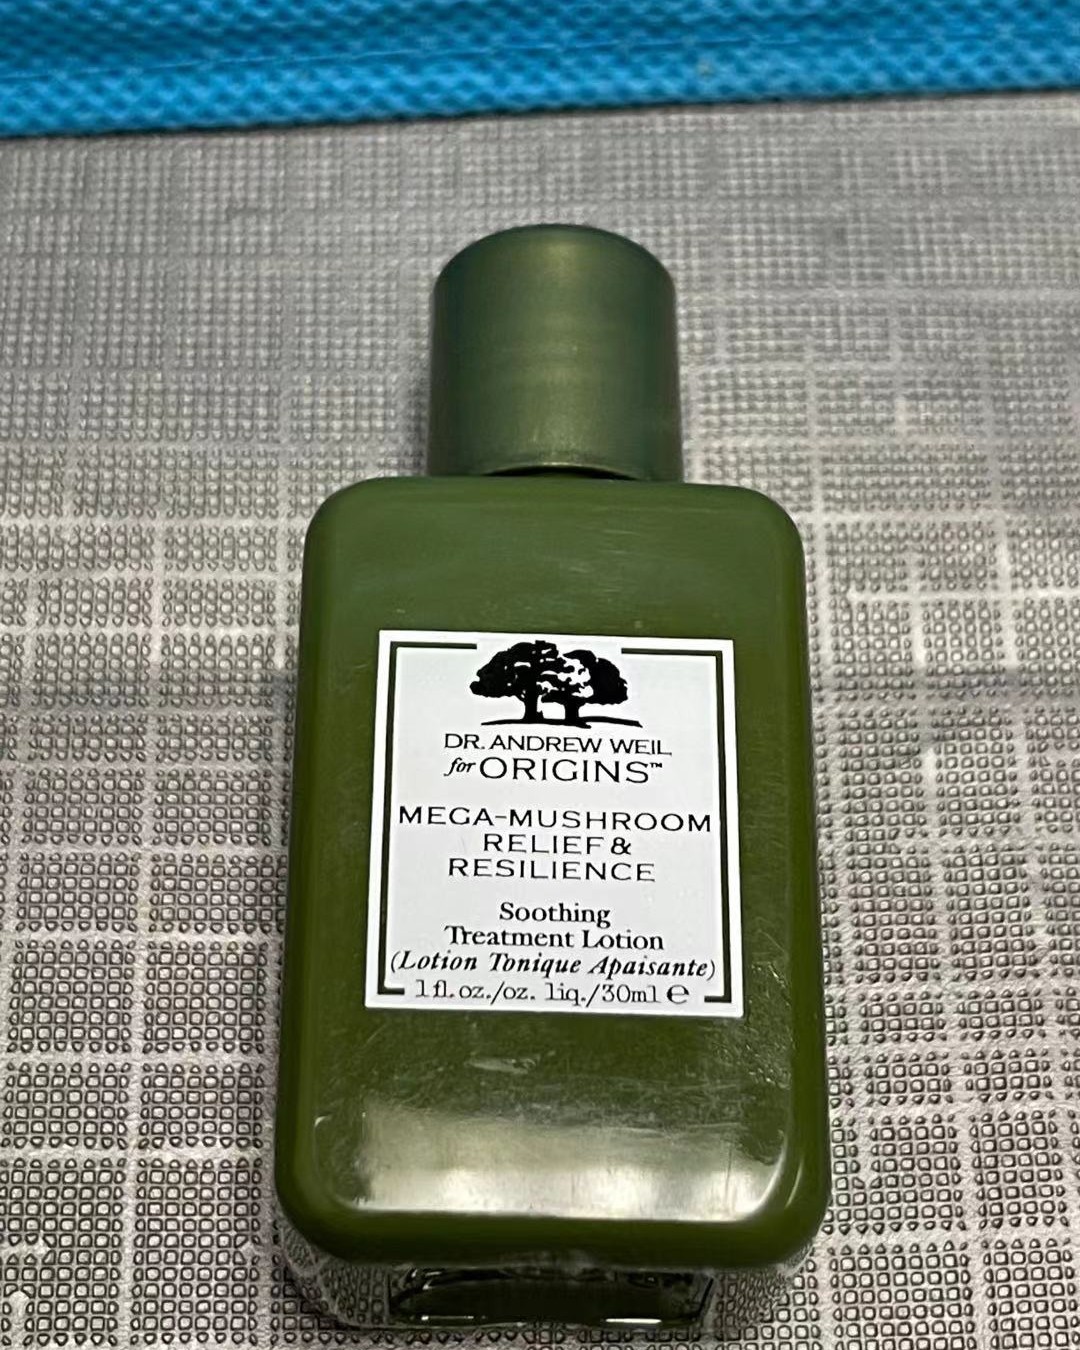 DR. ANDREW WEIL
for ORIGINS™
MEGA-MUSHROOM
RELIEF &
RESILIENCE
Soothing
Treatment Lotion
(Lotion Tonique Apaisante)
1 fl. oz./oz. liq./30ml ℮